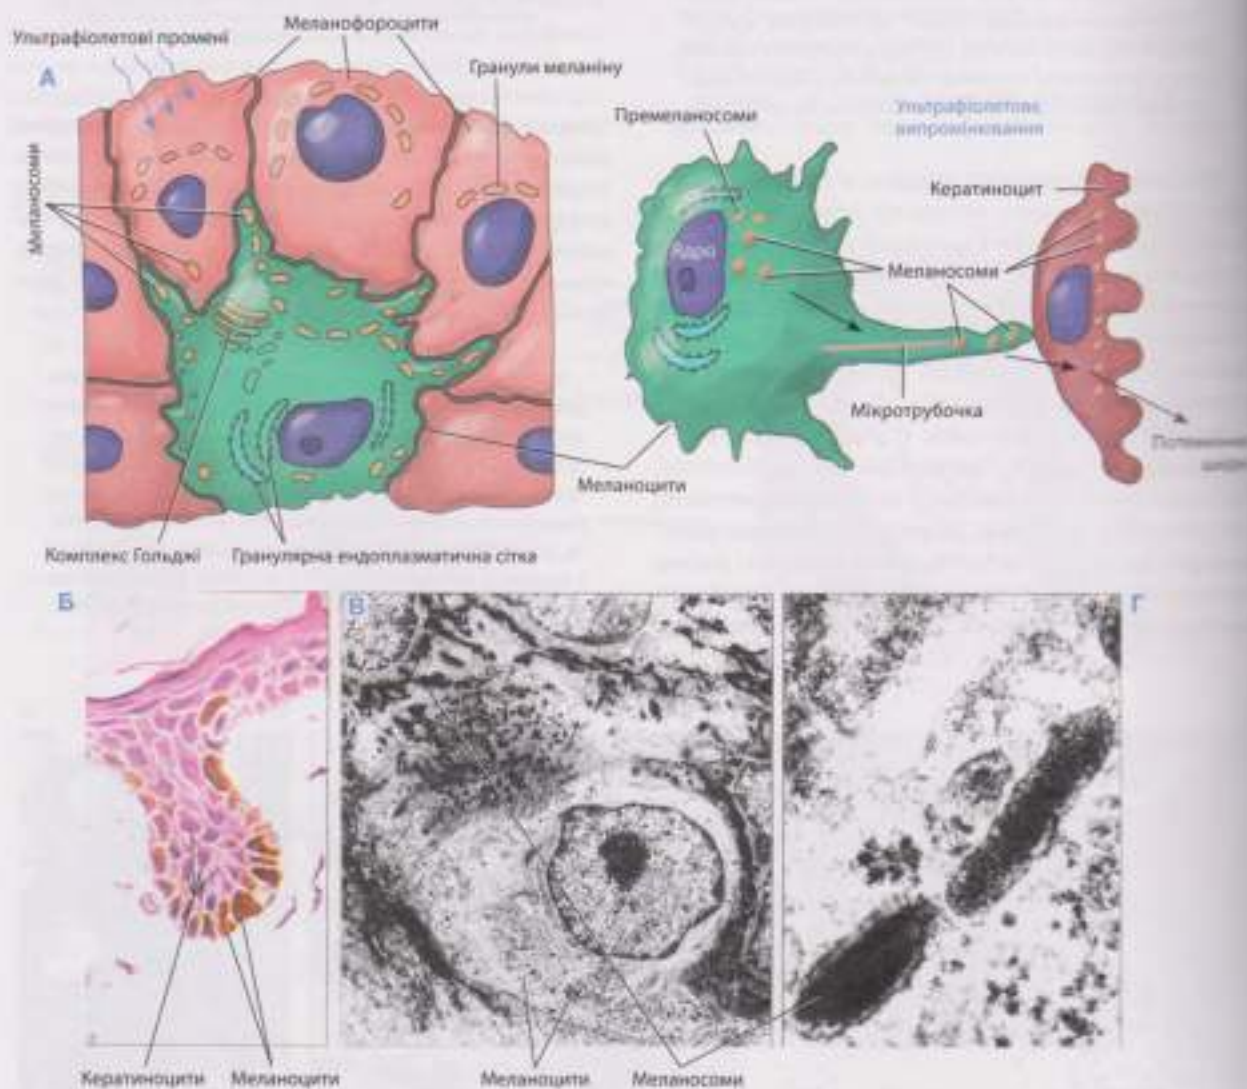 Ультрафіолетові промені
Меланофороцити
А
Гранули меланіну
Меланосоми
Комплекс Гольджі
Гранулярна ендоплазматична сітка
Меланоцити
Премеланосоми
Ультрафіолетове
випромінювання
Кератиноцит
Ядро
Меланосоми
Мікротрубочка
Б
Кератиноцити
Меланоцити
В
Г
Меланоцити
Меланосоми